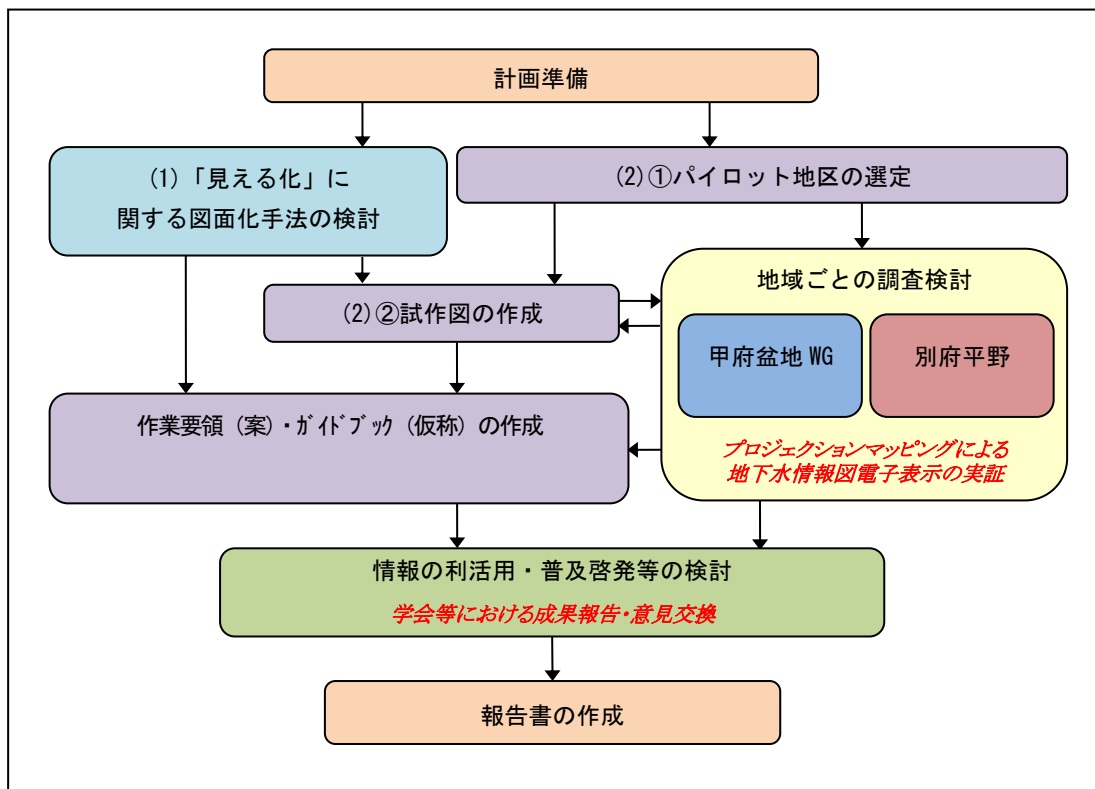 計画準備
(1)「見える化」に
関する図面化手法の検討
(2)①パイロット地区の選定
(2)②試作図の作成
地域ごとの調査検討
甲府盆地 WG
別府平野
プロジェクションマッピングによる
地下水情報図電子表示の実証
作業要領（案）・ｶﾞｲﾄﾞﾌﾞｯｸ（仮称）の作成
情報の利活用・普及啓発等の検討
学会等における成果報告・意見交換
報告書の作成